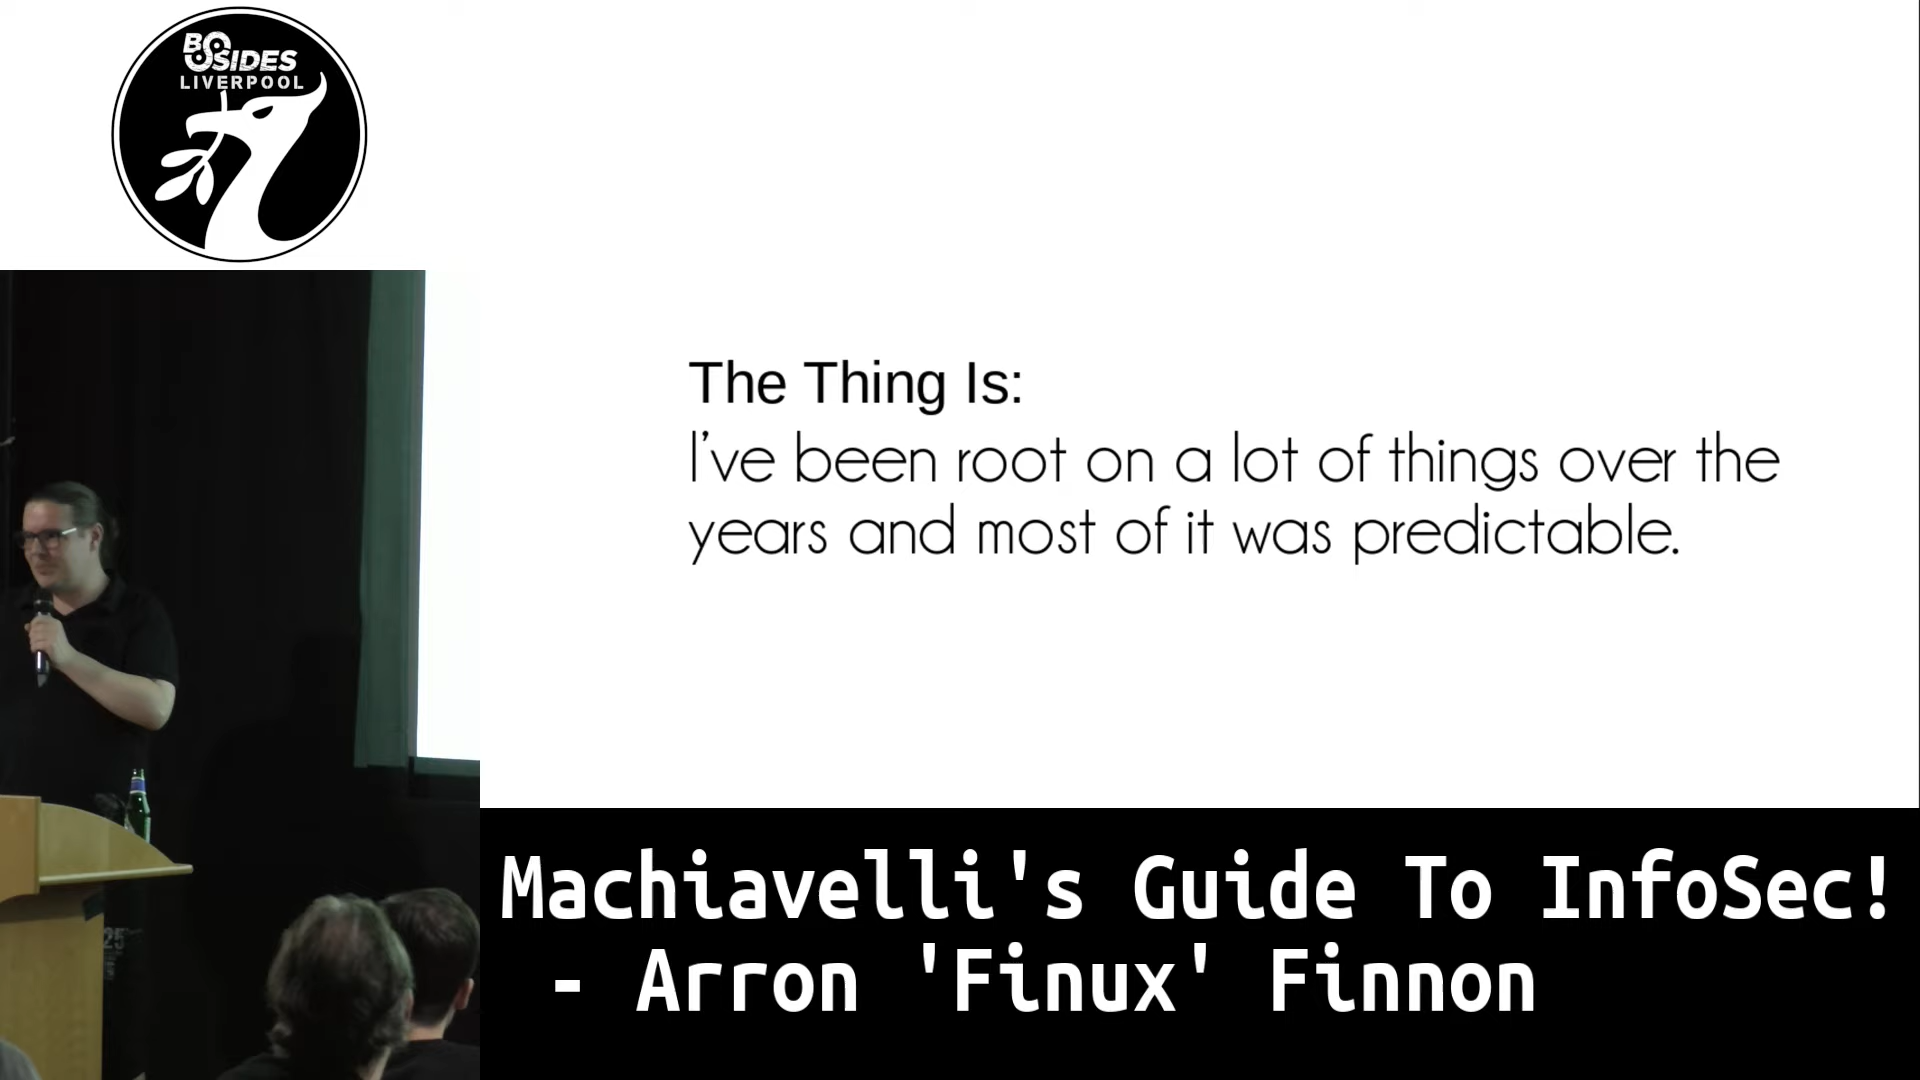 BSIDES
LIVERPOOL
The Thing Is:
I've been root on a lot of things over the
years and most of it was predictable.
25
Machiavelli's Guide To InfoSec!
- Arron 'Finux' Finnon